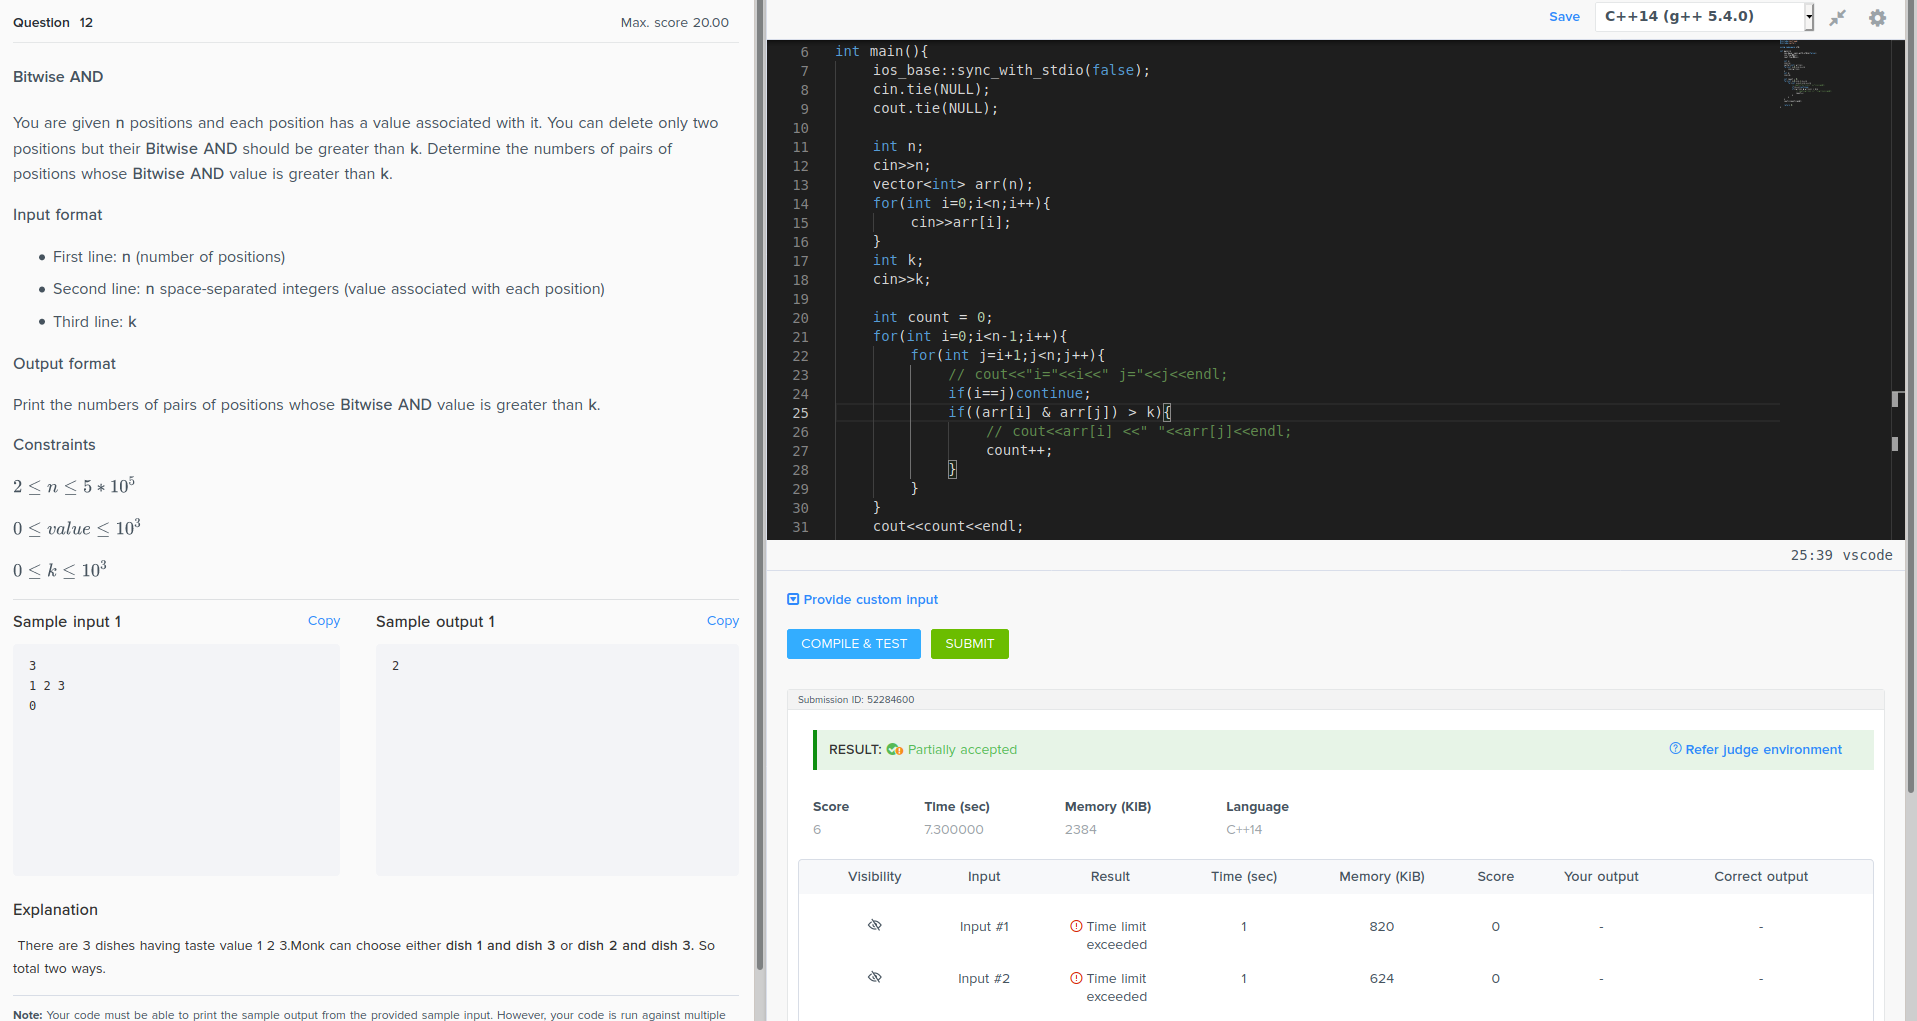 Question 12
Max. score 20.00
Bitwise AND
You are given n positions and each position has a value associated with it. You can delete only two
positions but their Bitwise AND should be greater than k. Determine the numbers of pairs of
positions whose Bitwise AND value is greater than k.
Input format
• First line: n (number of positions)
• Second line: n space-separated integers (value associated with each position)
• Third line: k
Output format
Print the numbers of pairs of positions whose Bitwise AND value is greater than k.
Constraints
2 ≤ n ≤ 5 * 10⁵
0 ≤ value ≤ 10³
0 ≤ k ≤ 10³
Sample input 1
Copy
3
1 2 3
0
Sample output 1
Copy
2
Explanation
There are 3 dishes having taste value 1 2 3.Monk can choose either dish 1 and dish 3 or dish 2 and dish 3. So
total two ways.
Note: Your code must be able to print the sample output from the provided sample input. However, your code is run against multiple
Save
C++14 (g++ 5.4.0)
6 int main(){
7 ios_base::sync_with_stdio(false);
8 cin.tie(NULL);
9 cout.tie(NULL);
10
11 int n;
12 cin>>n;
13 vector<int> arr(n);
14 for(int i=0;i<n;i++){
15 cin>>arr[i];
16 }
17 int k;
18 cin>>k;
19
20 int count = 0;
21 for(int i=0;i<n-1;i++){
22 for(int j=i+1;j<n;j++){
23 // cout<<"i="<<i<<" j="<<j<<endl;
24 if(i==j)continue;
25 if((arr[i] & arr[j]) > k){
26 // cout<<arr[i] <<" "<<arr[j]<<endl;
27 count++;
28 }
29 }
30 }
31 cout<<count<<endl;
25:39 vscode
Provide custom input
COMPILE & TEST
SUBMIT
Submission ID: 52284600
RESULT: Partially accepted
Refer judge environment
Score Time (sec) Memory (KiB) Language
6 7.300000 2384 C++14
Visibility Input Result Time (sec) Memory (KiB) Score Your output Correct output
Input #1 Time limit exceeded 1 820 0 - -
Input #2 Time limit exceeded 1 624 0 - -